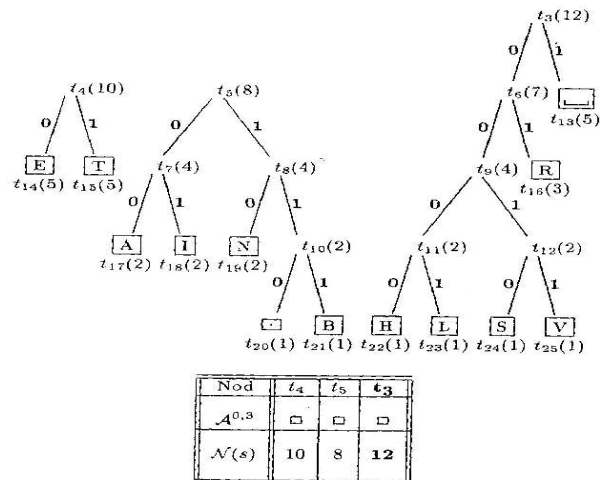 t₃(12)
0 1
t₄(10) t₅(8) t₆(7) ⎵
t₁₃(5)
0 1 0 1 0 1
E T t₇(4) t₈(4) t₉(4) R
t₁₄(5) t₁₅(5) t₁₆(3)
0 1 0 1 0 1
A I N t₁₀(2) t₁₁(2) t₁₂(2)
t₁₇(2) t₁₈(2) t₁₉(2)
0 1 0 1 0 1
· B H L S V
t₂₀(1) t₂₁(1) t₂₂(1) t₂₃(1) t₂₄(1) t₂₅(1)
Nod t₄ t₅ t₃
𝒜⁰·³ □ □ □
𝒩(s) 10 8 12